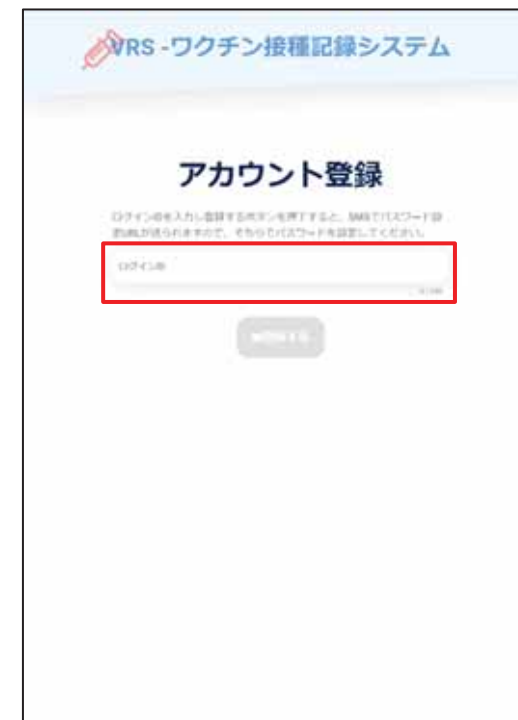 VRS -ワクチン接種記録システム
アカウント登録
ログインIDを入力し登録するボタンを押下すると、SMSでパスワード設
定URLが送られますので、そちらでパスワードを設定してください。
ログインID
登録する